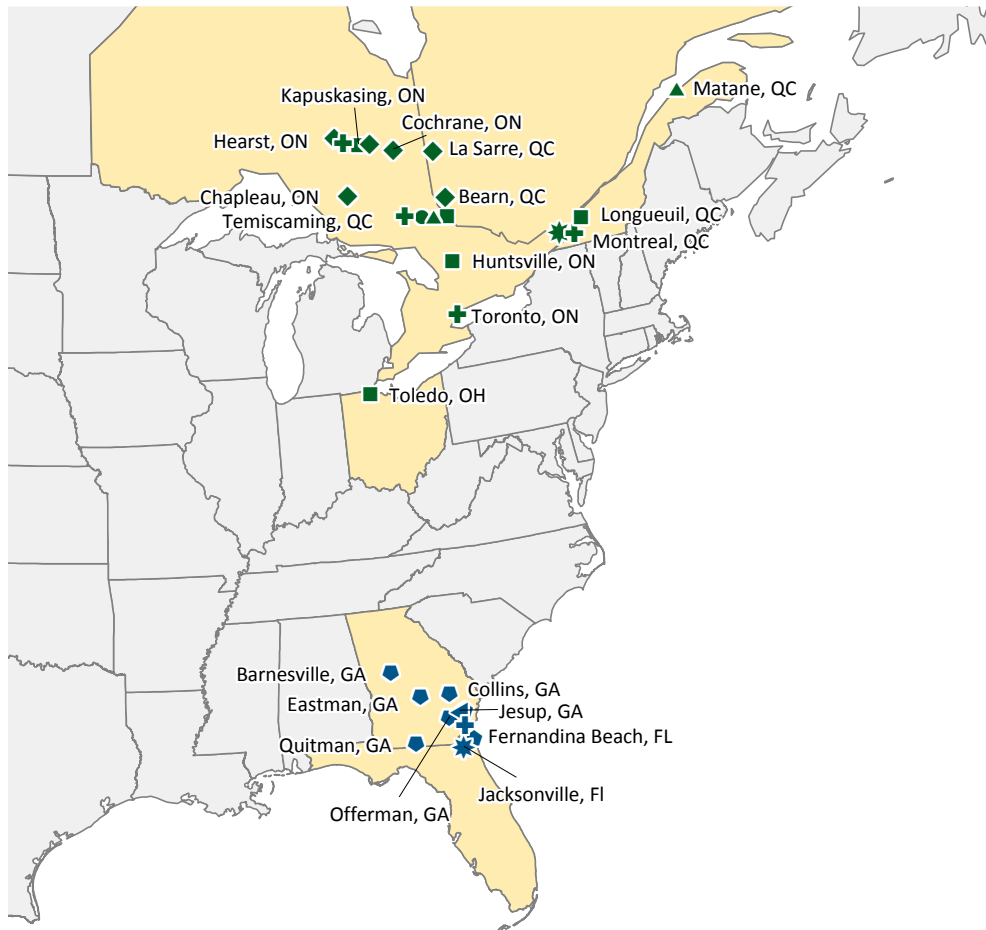 Matane, QC
Kapuskasing, ON
Cochrane, ON
Hearst, ON
La Sarre, QC
Chapleau, ON
Bearn, QC
Temiscaming, QC
Longueuil, QC
Montreal, QC
Huntsville, ON
Toronto, ON
Toledo, OH
Barnesville, GA
Collins, GA
Eastman, GA
Jesup, GA
Fernandina Beach, FL
Quitman, GA
Jacksonville, Fl
Offerman, GA